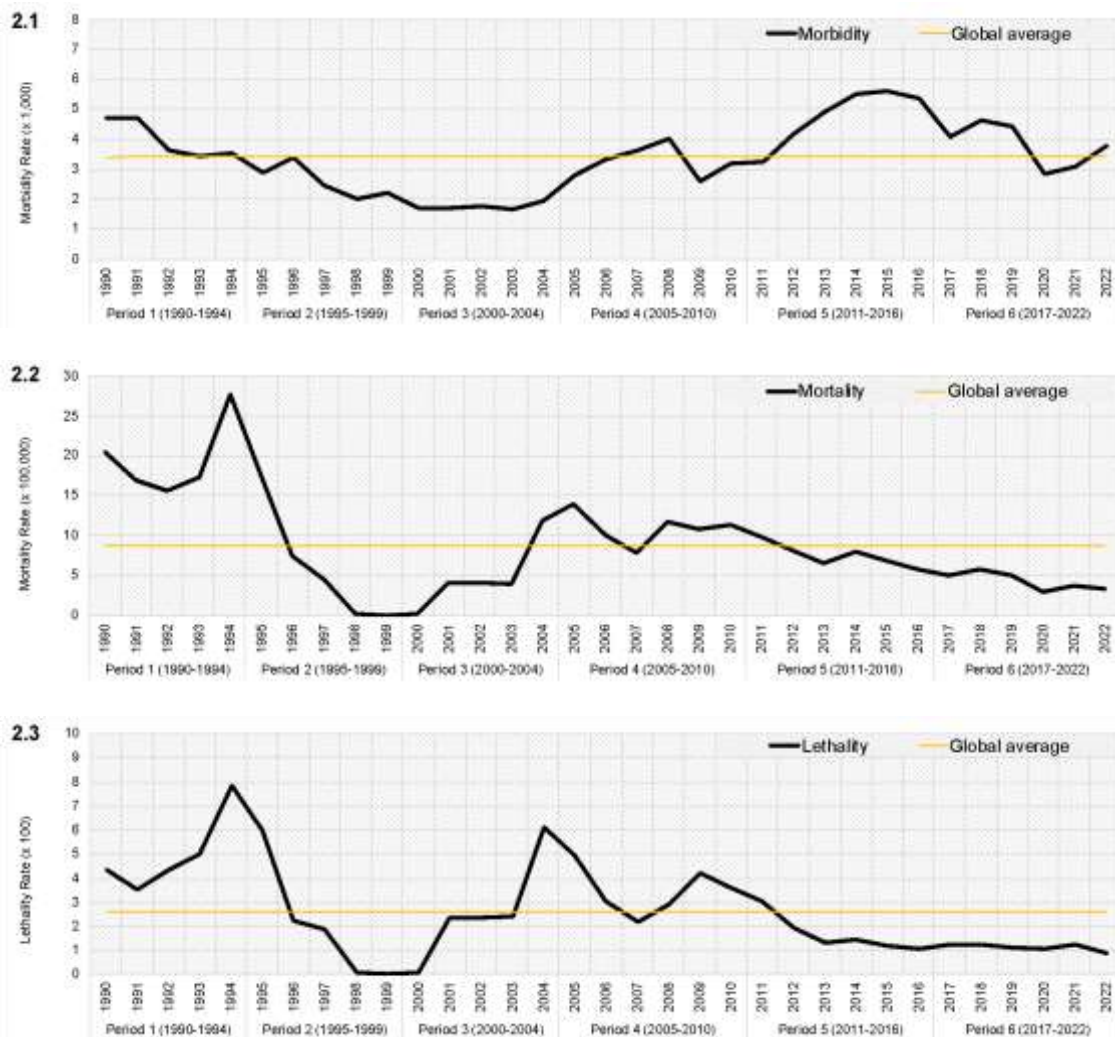 2.1
Morbidity Global average
Morbidity Rate (x 1,000)
8
7
6
5
4
3
2
1
0
1990 1991 1992 1993 1994 1995 1996 1997 1998 1999 2000 2001 2002 2003 2004 2005 2006 2007 2008 2009 2010 2011 2012 2013 2014 2015 2016 2017 2018 2019 2020 2021 2022
Period 1 (1990-1994) Period 2 (1995-1999) Period 3 (2000-2004) Period 4 (2005-2010) Period 5 (2011-2016) Period 6 (2017-2022)
2.2
Mortality Global average
Mortality Rate (x 100,000)
30
25
20
15
10
5
0
1990 1991 1992 1993 1994 1995 1996 1997 1998 1999 2000 2001 2002 2003 2004 2005 2006 2007 2008 2009 2010 2011 2012 2013 2014 2015 2016 2017 2018 2019 2020 2021 2022
Period 1 (1990-1994) Period 2 (1995-1999) Period 3 (2000-2004) Period 4 (2005-2010) Period 5 (2011-2016) Period 6 (2017-2022)
2.3
Lethality Global average
Lethality Rate (x 100)
10
9
8
7
6
5
4
3
2
1
0
1990 1991 1992 1993 1994 1995 1996 1997 1998 1999 2000 2001 2002 2003 2004 2005 2006 2007 2008 2009 2010 2011 2012 2013 2014 2015 2016 2017 2018 2019 2020 2021 2022
Period 1 (1990-1994) Period 2 (1995-1999) Period 3 (2000-2004) Period 4 (2005-2010) Period 5 (2011-2016) Period 6 (2017-2022)